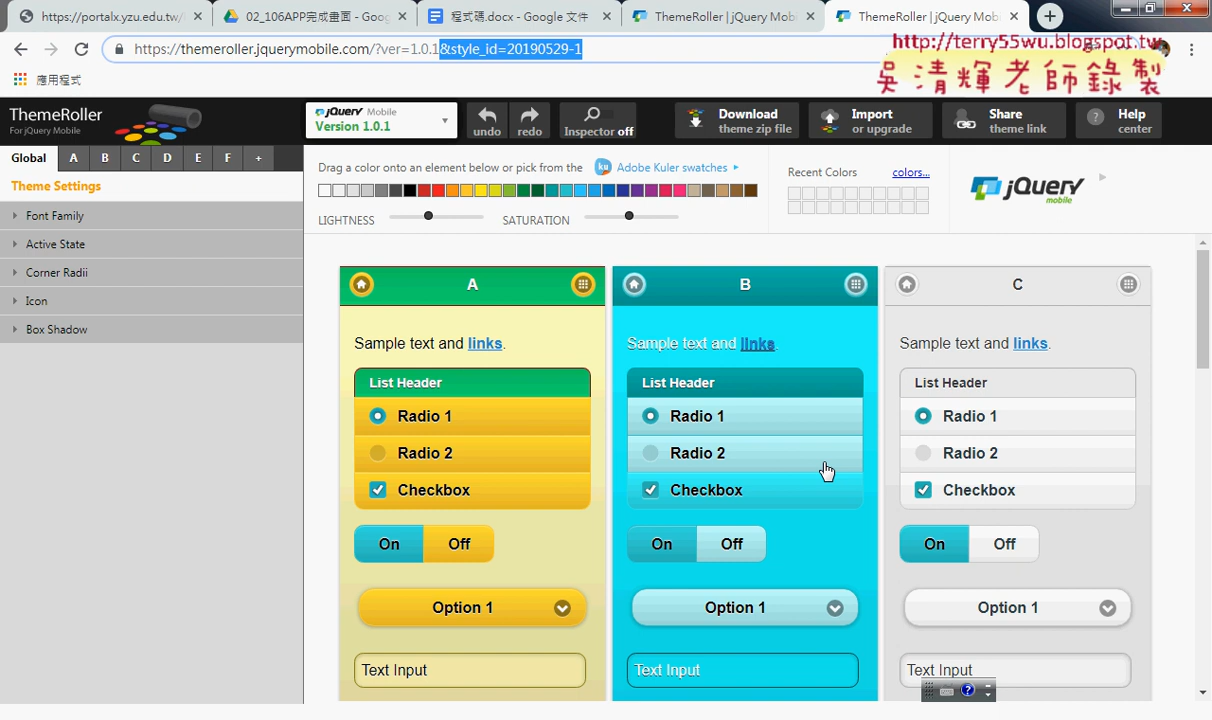 https://portalx.yzu.edu.tw/
02_106APP完成畫面 - Goog
程式碼.docx - Google 文件
ThemeRoller | jQuery Mobi
ThemeRoller | jQuery Mobi
https://themeroller.jquerymobile.com/?ver=1.0.1&style_id=20190529-1
http://terry55wu.blogspot.tw
吳清輝老師錄製
應用程式
ThemeRoller
For jQuery Mobile
jQuery Mobile
Version 1.0.1
undo
redo
Inspector off
Download
theme zip file
Import
or upgrade
Share
theme link
Help
center
Global
A
B
C
D
E
F
+
Theme Settings
Font Family
Active State
Corner Radii
Icon
Box Shadow
Drag a color onto an element below or pick from the
ku
Adobe Kuler swatches
LIGHTNESS
SATURATION
Recent Colors
colors...
jQuery
mobile
A
Sample text and links.
List Header
Radio 1
Radio 2
Checkbox
On
Off
Option 1
Text Input
B
Sample text and links.
List Header
Radio 1
Radio 2
Checkbox
On
Off
Option 1
Text Input
C
Sample text and links.
List Header
Radio 1
Radio 2
Checkbox
On
Off
Option 1
Text Input